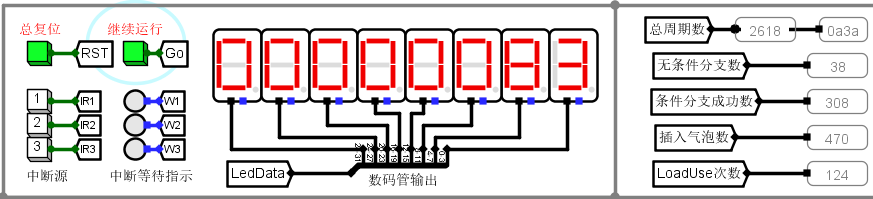 总复位
继续运行
RST
Go
00000083
1
IR1
W1
2
IR2
W2
3
IR3
W3
中断源
中断等待指示
LedData
数码管输出
总周期数
2618
0a3a
无条件分支数
38
条件分支成功数
308
插入气泡数
470
LoadUse次数
124